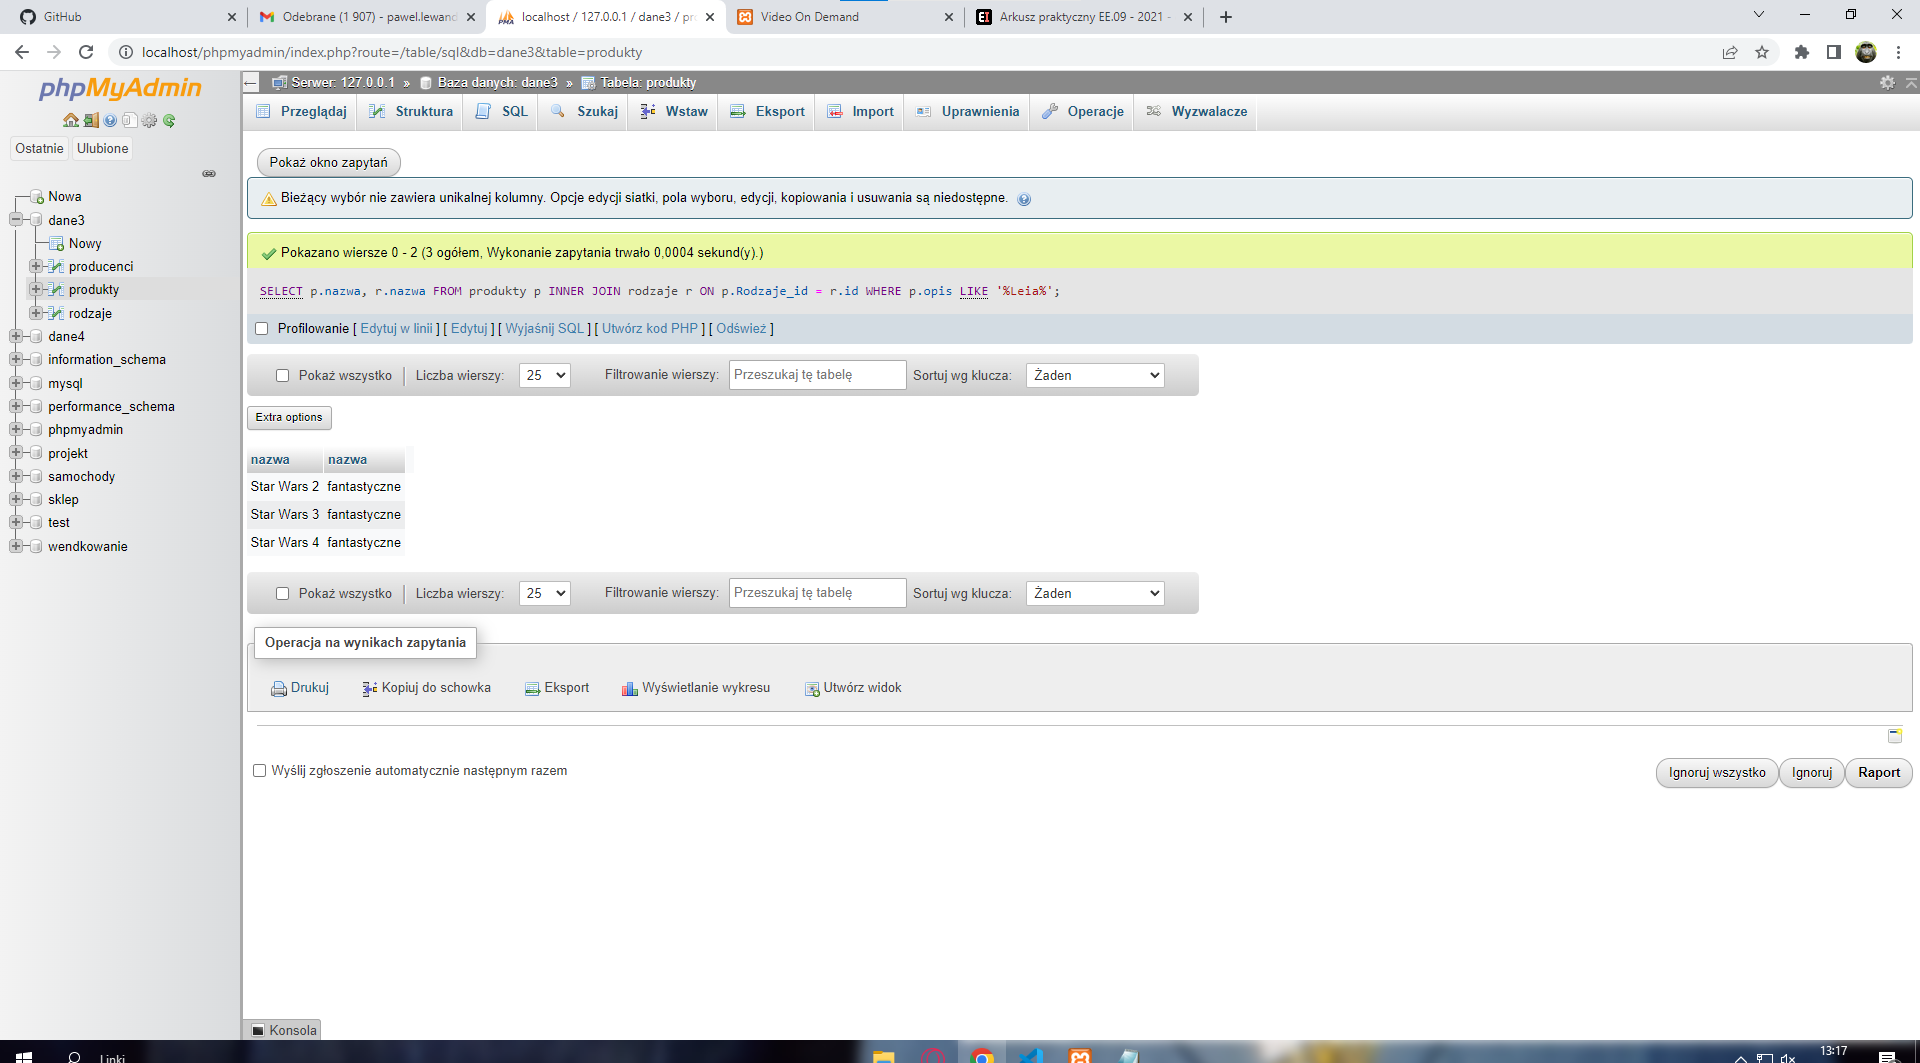 GitHub
Odebrane (1 907) - pawel.lewand
localhost / 127.0.0.1 / dane3 / pr
Video On Demand
Arkusz praktyczny EE.09 - 2021 -
localhost/phpmyadmin/index.php?route=/table/sql&db=dane3&table=produkty
phpMyAdmin
Ostatnie
Ulubione
Nowa
dane3
Nowy
producenci
produkty
rodzaje
dane4
information_schema
mysql
performance_schema
phpmyadmin
projekt
samochody
sklep
test
wendkowanie
Serwer: 127.0.0.1 » Baza danych: dane3 » Tabela: produkty
Przeglądaj Struktura SQL Szukaj Wstaw Eksport Import Uprawnienia Operacje Wyzwalacze
Pokaż okno zapytań
Bieżący wybór nie zawiera unikalnej kolumny. Opcje edycji siatki, pola wyboru, edycji, kopiowania i usuwania są niedostępne.
Pokazano wiersze 0 - 2 (3 ogółem, Wykonanie zapytania trwało 0,0004 sekund(y).)
SELECT p.nazwa, r.nazwa FROM produkty p INNER JOIN rodzaje r ON p.Rodzaje_id = r.id WHERE p.opis LIKE '%Leia%';
Profilowanie [ Edytuj w linii ] [ Edytuj ] [ Wyjaśnij SQL ] [ Utwórz kod PHP ] [ Odśwież ]
Pokaż wszystko Liczba wierszy: 25 Filtrowanie wierszy: Przeszukaj tę tabelę Sortuj wg klucza: Żaden
Extra options
nazwa nazwa
Star Wars 2 fantastyczne
Star Wars 3 fantastyczne
Star Wars 4 fantastyczne
Pokaż wszystko Liczba wierszy: 25 Filtrowanie wierszy: Przeszukaj tę tabelę Sortuj wg klucza: Żaden
Operacja na wynikach zapytania
Drukuj Kopiuj do schowka Eksport Wyświetlanie wykresu Utwórz widok
Wyślij zgłoszenie automatycznie następnym razem
Ignoruj wszystko Ignoruj Raport
Konsola
Linki
13:17